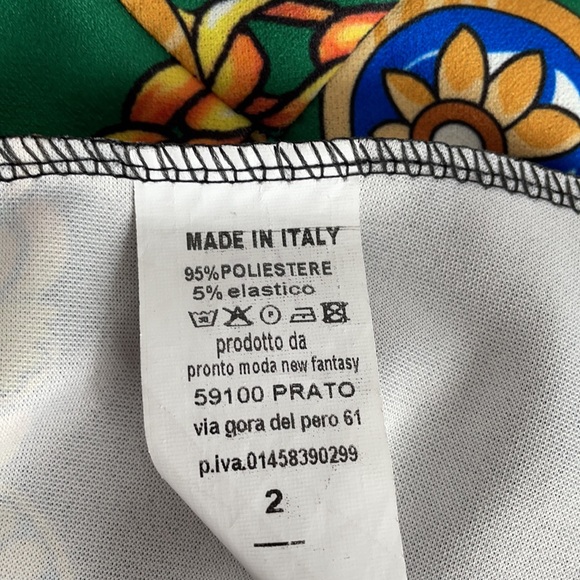 MADE IN ITALY
95% POLIESTERE
5% elastico
30 P
prodotto da
pronto moda new fantasy
59100 PRATO
via gora del pero 61
p.iva.01458390299
2